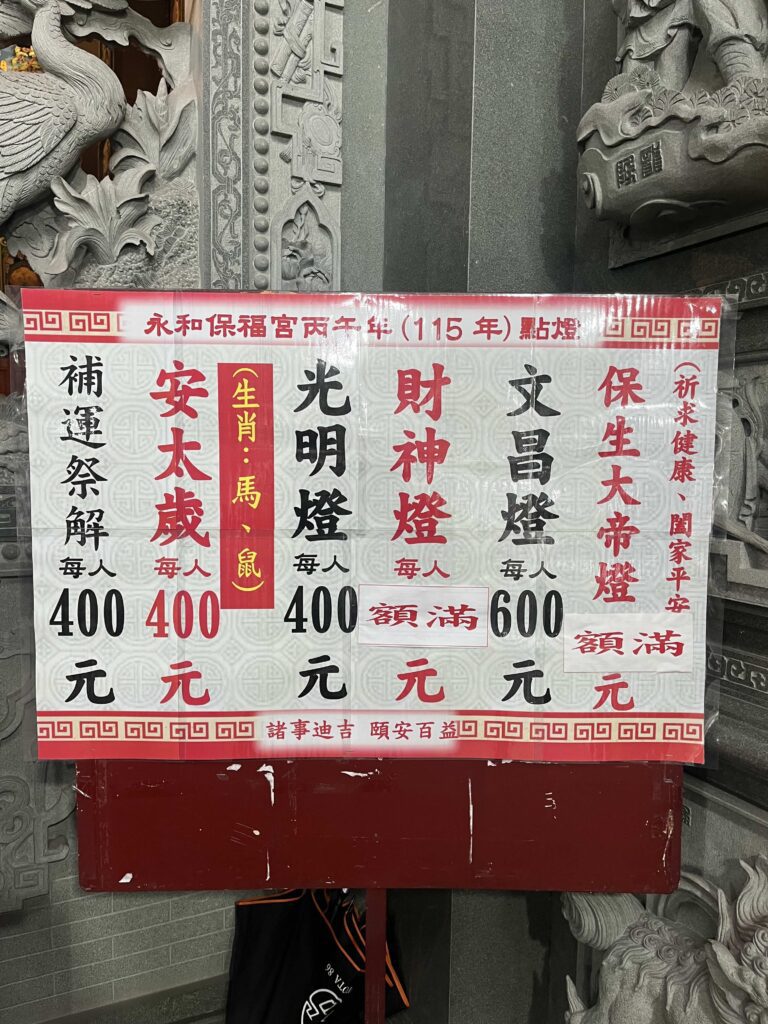 永和保福宮丙午年(115年)點燈
(祈求健康、闔家平安
保生大帝燈
額滿
元
文昌燈
每人
600
元
財神燈
每人
額滿
元
光明燈
每人
400
元
(生肖：馬、鼠)
安太歲
每人
400
元
補運祭解
每人
400
元
諸事迪吉 頤安百益